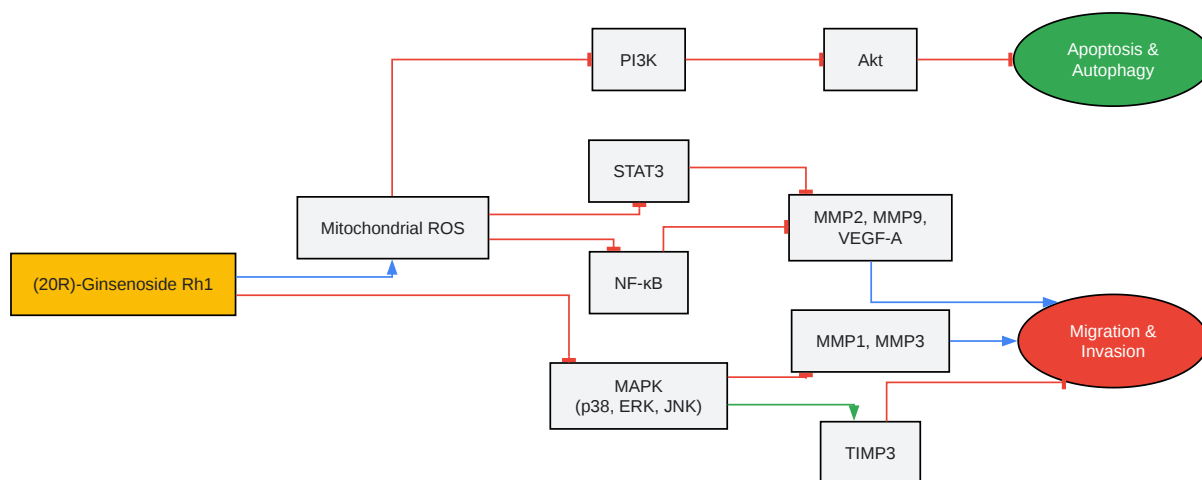 PI3K
Akt
Apoptosis &
Autophagy
STAT3
Mitochondrial ROS
MMP2, MMP9,
VEGF-A
(20R)-Ginsenoside Rh1
NF-κB
MMP1, MMP3
Migration &
Invasion
MAPK
(p38, ERK, JNK)
TIMP3